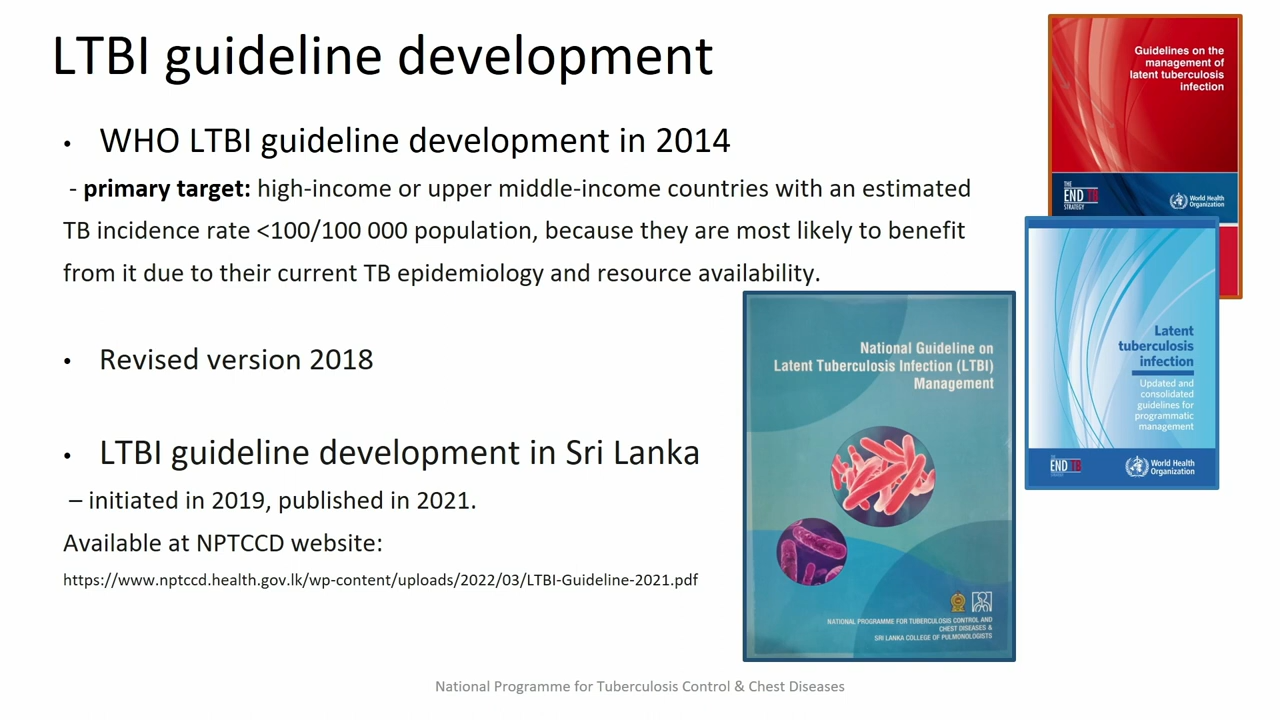 LTBI guideline development
• WHO LTBI guideline development in 2014
- primary target: high-income or upper middle-income countries with an estimated
TB incidence rate <100/100 000 population, because they are most likely to benefit
from it due to their current TB epidemiology and resource availability.
• Revised version 2018
• LTBI guideline development in Sri Lanka
– initiated in 2019, published in 2021.
Available at NPTCCD website:
https://www.nptccd.health.gov.lk/wp-content/uploads/2022/03/LTBI-Guideline-2021.pdf
Guidelines on the
management of
latent tuberculosis
infection
THE
END TB
STRATEGY
World Health
Organization
Latent
tuberculosis
infection
Updated and
consolidated
guidelines for
programmatic
management
END TB
World Health
Organization
National Guideline on
Latent Tuberculosis Infection (LTBI)
Management
NATIONAL PROGRAMME FOR TUBERCULOSIS CONTROL AND
CHEST DISEASES &
SRI LANKA COLLEGE OF PULMONOLOGISTS
National Programme for Tuberculosis Control & Chest Diseases